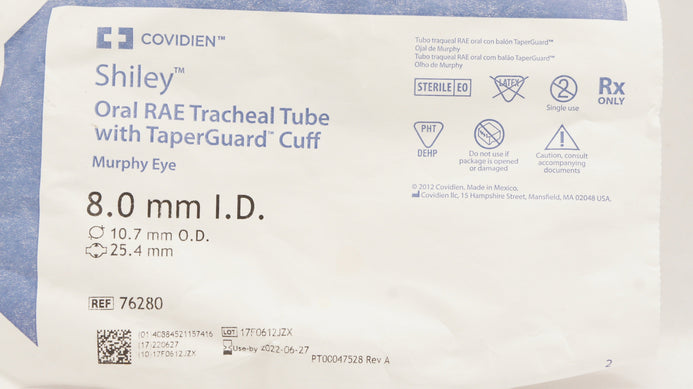 COVIDIEN™
Shiley™
Oral RAE Tracheal Tube
with TaperGuard™ Cuff
Murphy Eye
8.0 mm I.D.
10.7 mm O.D.
25.4 mm
REF 76280
(01)40884521157416
(17)220627
(10)17F0612JZX
LOT 17F0612JZX
Use-by 2022-06-27
PT00047528 Rev A
Tubo traqueal RAE oral con balón TaperGuard™
Ojal de Murphy
Tubo traqueal RAE oral com balão TaperGuard™
Olho de Murphy
STERILE EO
LATEX
2
Single use
Rx
ONLY
PHT
DEHP
Do not use if
package is opened
or damaged
Caution, consult
accompanying
documents
© 2012 Covidien. Made in Mexico.
Covidien llc, 15 Hampshire Street, Mansfield, MA 02048 USA.
2